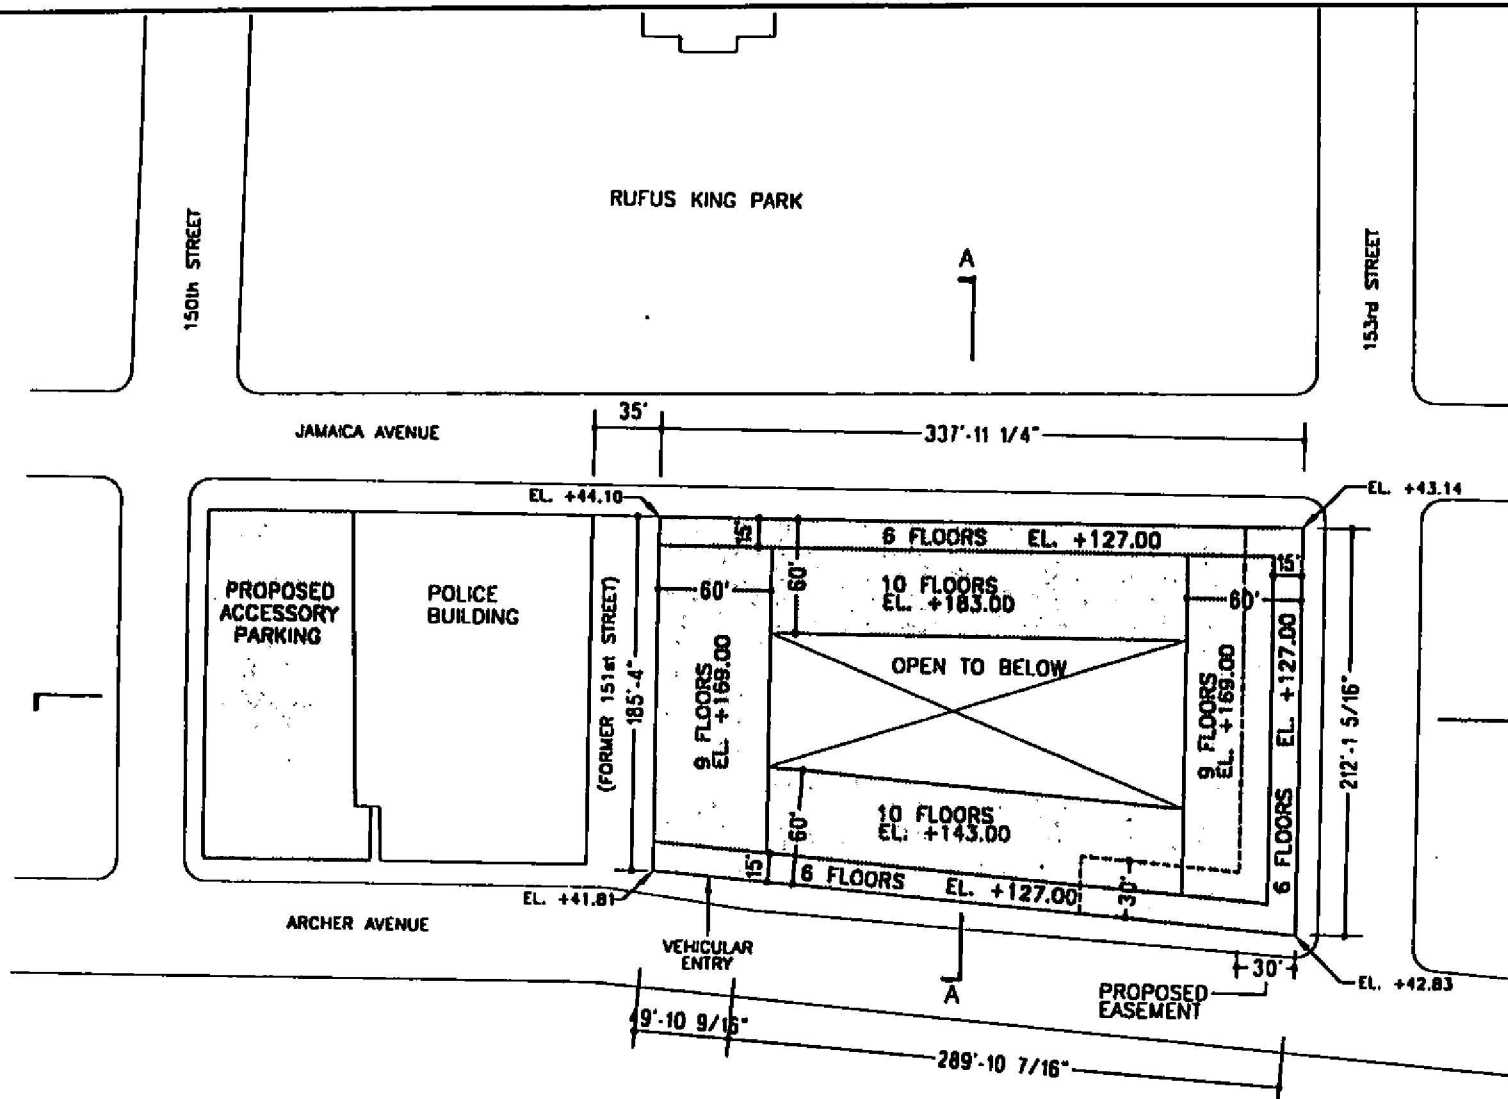 RUFUS KING PARK
150th STREET
153rd STREET
A
35'
JAMAICA AVENUE
337'-11 1/4"
EL. +44.10
EL. +43.14
15'
6 FLOORS EL. +127.00
15'
PROPOSED
ACCESSORY
PARKING
POLICE
BUILDING
(FORMER 151st STREET)
185'-4"
60'
60'
10 FLOORS
EL. +183.00
60'
9 FLOORS
EL. +169.00
OPEN TO BELOW
9 FLOORS
EL. +169.00
6 FLOORS EL. +127.00
212'-1 5/16"
10 FLOORS
EL. +143.00
60'
15'
6 FLOORS EL. +127.00
30'
EL. +41.81
ARCHER AVENUE
VEHICULAR
ENTRY
A
30'
PROPOSED
EASEMENT
EL. +42.83
49'-10 9/16"
289'-10 7/16"